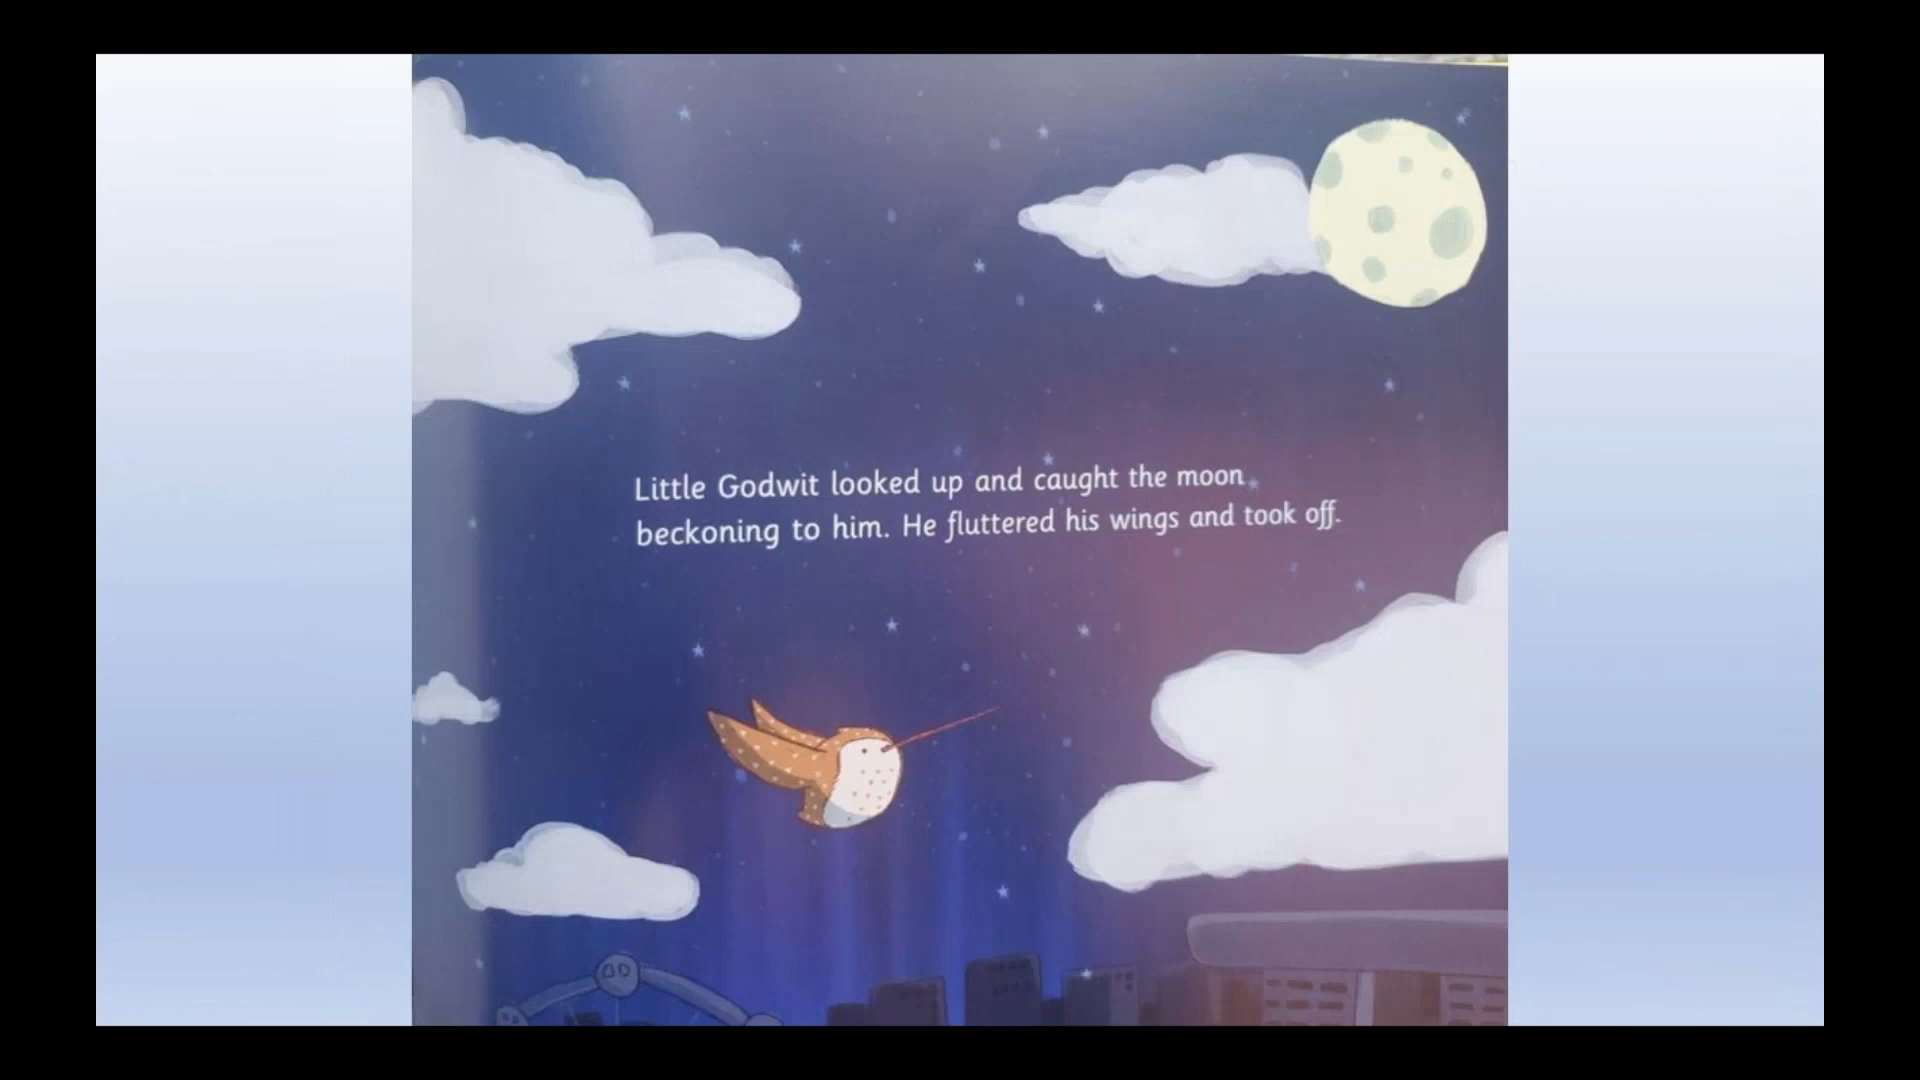 Little Godwit looked up and caught the moon
beckoning to him. He fluttered his wings and took off.